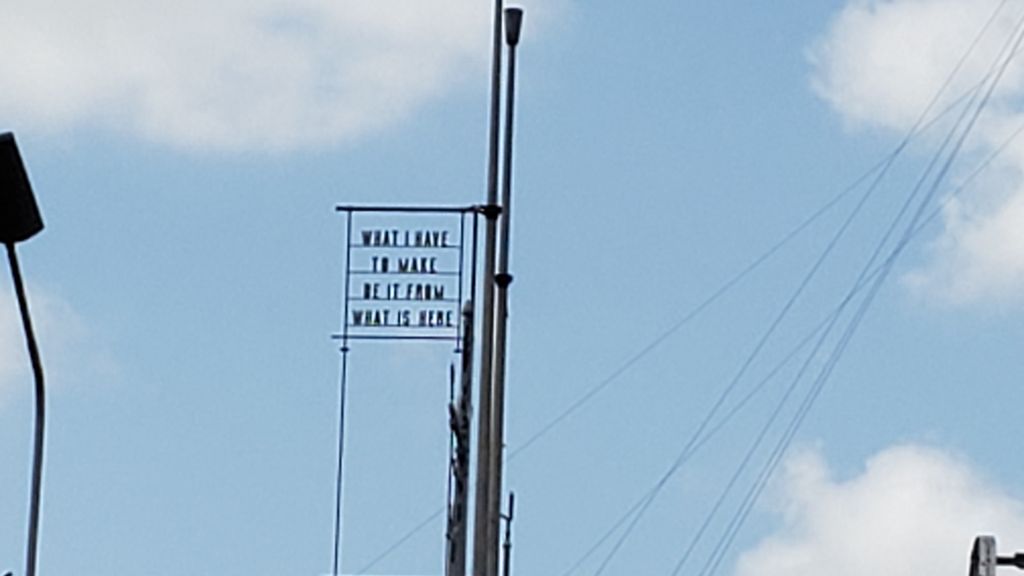 WHAT I HAVE
TO MAKE
BE IT FROM
WHAT IS HERE